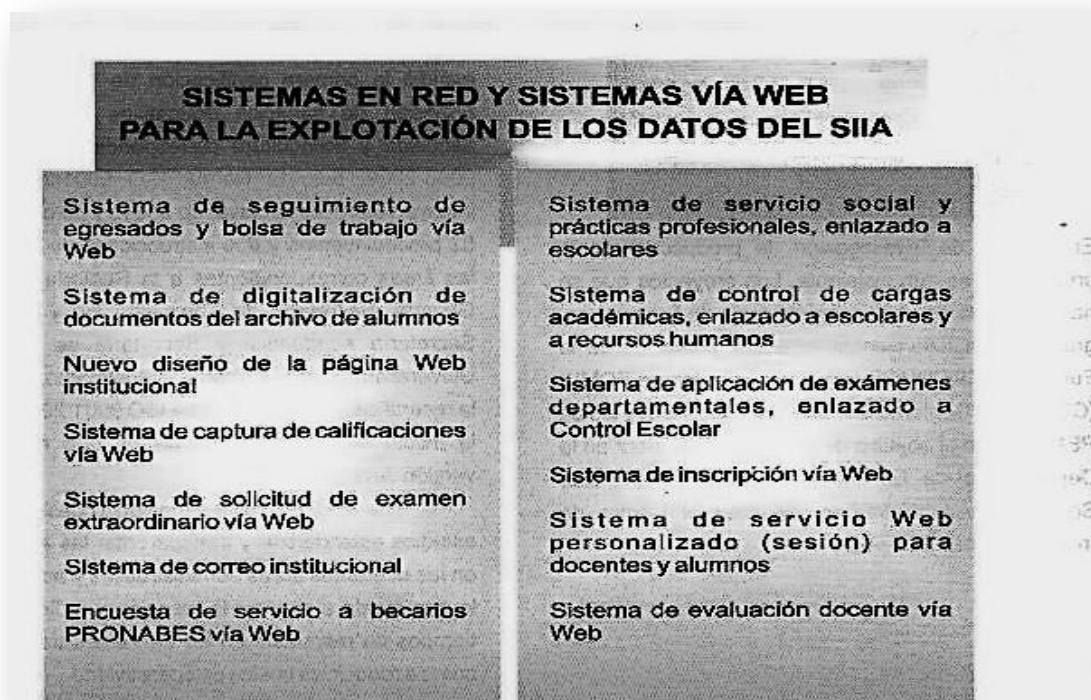 SISTEMAS EN RED Y SISTEMAS VÍA WEB
PARA LA EXPLOTACIÓN DE LOS DATOS DEL SIIA
Sistema de seguimiento de
egresados y bolsa de trabajo vía
Web
Sistema de digitalización de
documentos del archivo de alumnos
Nuevo diseño de la página Web
institucional
Sistema de captura de calificaciones
vía Web
Sistema de solicitud de examen
extraordinario vía Web
Sistema de correo institucional
Encuesta de servicio a becarios
PRONABES vía Web
Sistema de servicio social y
prácticas profesionales, enlazado a
escolares
Sistema de control de cargas
académicas, enlazado a escolares y
a recursos humanos
Sistema de aplicación de exámenes
departamentales, enlazado a
Control Escolar
Sistema de inscripción vía Web
Sistema de servicio Web
personalizado (sesión) para
docentes y alumnos
Sistema de evaluación docente vía
Web